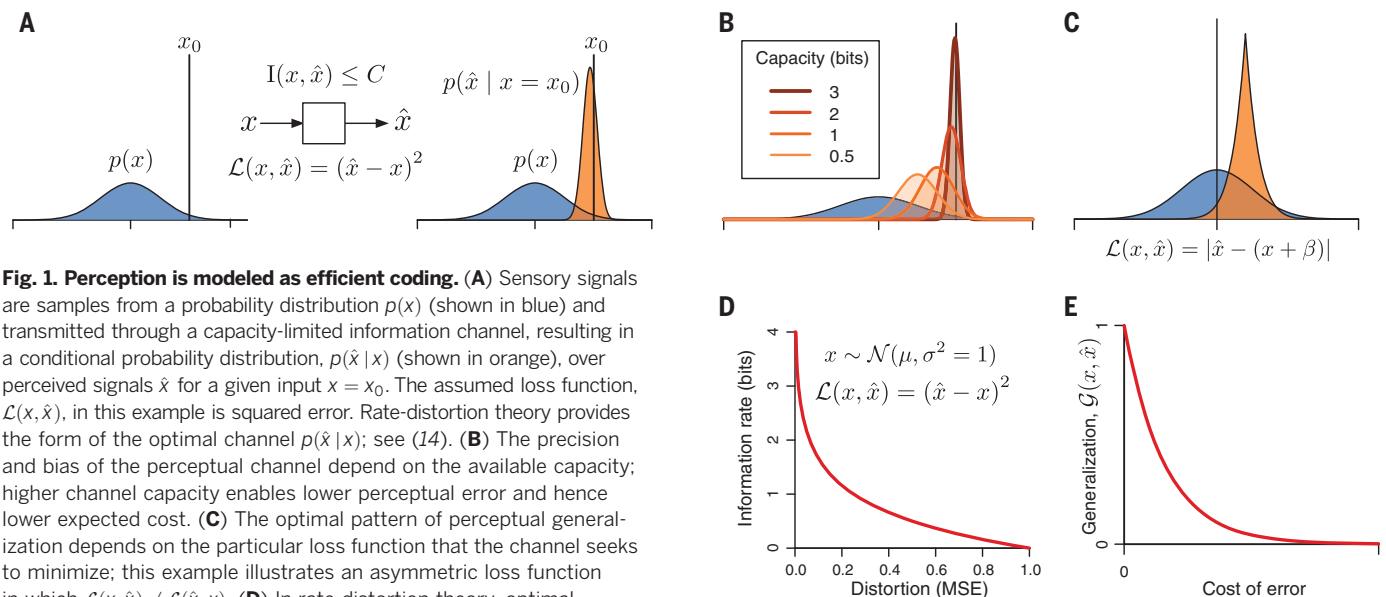 A
x₀
I(x, x̂) ≤ C
x
x̂
p(x)
ℒ(x, x̂) = (x̂ − x)²
x₀
p(x̂ | x = x₀)
p(x)
B
Capacity (bits)
3
2
1
0.5
C
ℒ(x, x̂) = |x̂ − (x + β)|
Fig. 1. Perception is modeled as efficient coding. (A) Sensory signals
are samples from a probability distribution p(x) (shown in blue) and
transmitted through a capacity-limited information channel, resulting in
a conditional probability distribution, p(x̂ | x) (shown in orange), over
perceived signals x̂ for a given input x = x₀. The assumed loss function,
ℒ(x, x̂), in this example is squared error. Rate-distortion theory provides
the form of the optimal channel p(x̂ | x); see (14). (B) The precision
and bias of the perceptual channel depend on the available capacity;
higher channel capacity enables lower perceptual error and hence
lower expected cost. (C) The optimal pattern of perceptual general-
ization depends on the particular loss function that the channel seeks
to minimize; this example illustrates an asymmetric loss function
D
x ∼ 𝒩(μ, σ² = 1)
ℒ(x, x̂) = (x̂ − x)²
Information rate (bits)
4
3
2
1
0
0.0 0.2 0.4 0.6 0.8 1.0
Distortion (MSE)
E
Generalization, 𝒢(x, x̂)
1
0
0
Cost of error